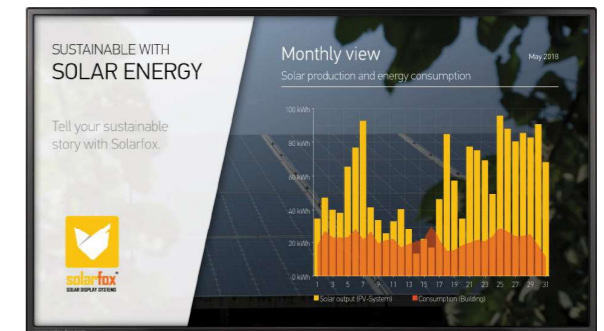 SUSTAINABLE WITH
SOLAR ENERGY
Tell your sustainable
story with Solarfox.
solarfox
SOLAR DISPLAY SYSTEMS
Monthly view
May 2018
Solar production and energy consumption
100 kWh
80 kWh
60 kWh
40 kWh
20 kWh
0 kWh
1 3 5 7 9 11 13 15 17 19 21 23 25 27 29 31
Solar output (PV-System) Consumption (Building)